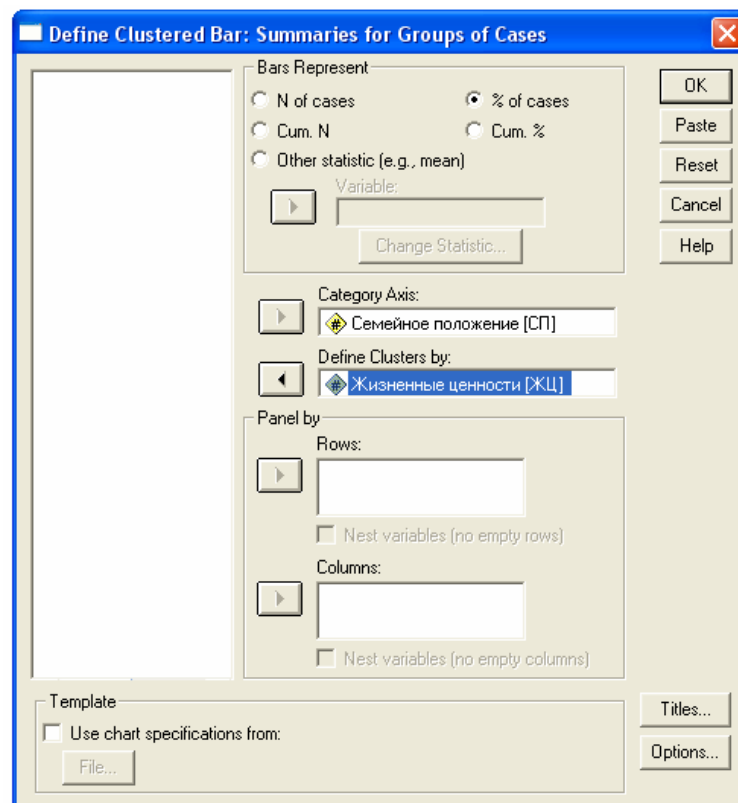 Define Clustered Bar: Summaries for Groups of Cases
Bars Represent
N of cases
% of cases
Cum. N
Cum. %
Other statistic (e.g., mean)
Variable:
Change Statistic...
OK
Paste
Reset
Cancel
Help
Category Axis:
# Семейное положение [СП]
Define Clusters by:
# Жизненные ценности [ЖЦ]
Panel by
Rows:
Nest variables (no empty rows)
Columns:
Nest variables (no empty columns)
Template
Use chart specifications from:
File...
Titles...
Options...